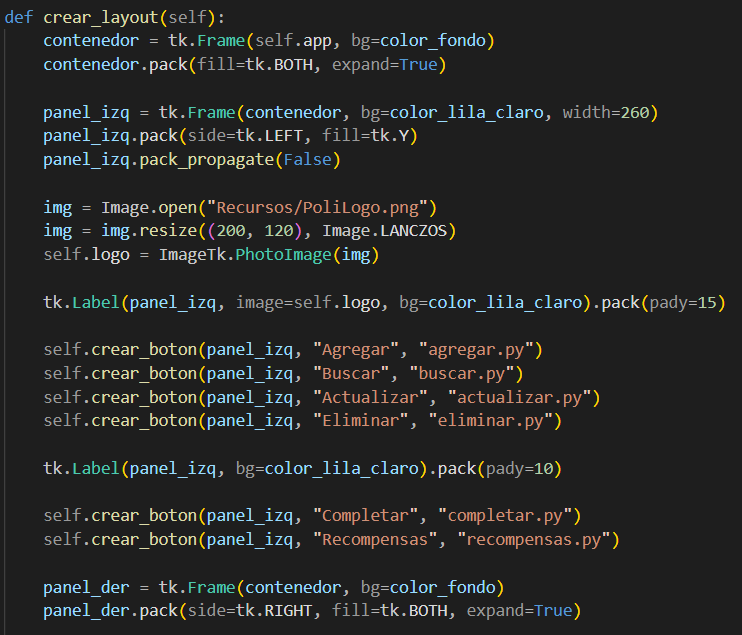 def crear_layout(self):
    contenedor = tk.Frame(self.app, bg=color_fondo)
    contenedor.pack(fill=tk.BOTH, expand=True)

    panel_izq = tk.Frame(contenedor, bg=color_lila_claro, width=260)
    panel_izq.pack(side=tk.LEFT, fill=tk.Y)
    panel_izq.pack_propagate(False)

    img = Image.open("Recursos/PoliLogo.png")
    img = img.resize((200, 120), Image.LANCZOS)
    self.logo = ImageTk.PhotoImage(img)

    tk.Label(panel_izq, image=self.logo, bg=color_lila_claro).pack(pady=15)

    self.crear_boton(panel_izq, "Agregar", "agregar.py")
    self.crear_boton(panel_izq, "Buscar", "buscar.py")
    self.crear_boton(panel_izq, "Actualizar", "actualizar.py")
    self.crear_boton(panel_izq, "Eliminar", "eliminar.py")

    tk.Label(panel_izq, bg=color_lila_claro).pack(pady=10)

    self.crear_boton(panel_izq, "Completar", "completar.py")
    self.crear_boton(panel_izq, "Recompensas", "recompensas.py")

    panel_der = tk.Frame(contenedor, bg=color_fondo)
    panel_der.pack(side=tk.RIGHT, fill=tk.BOTH, expand=True)